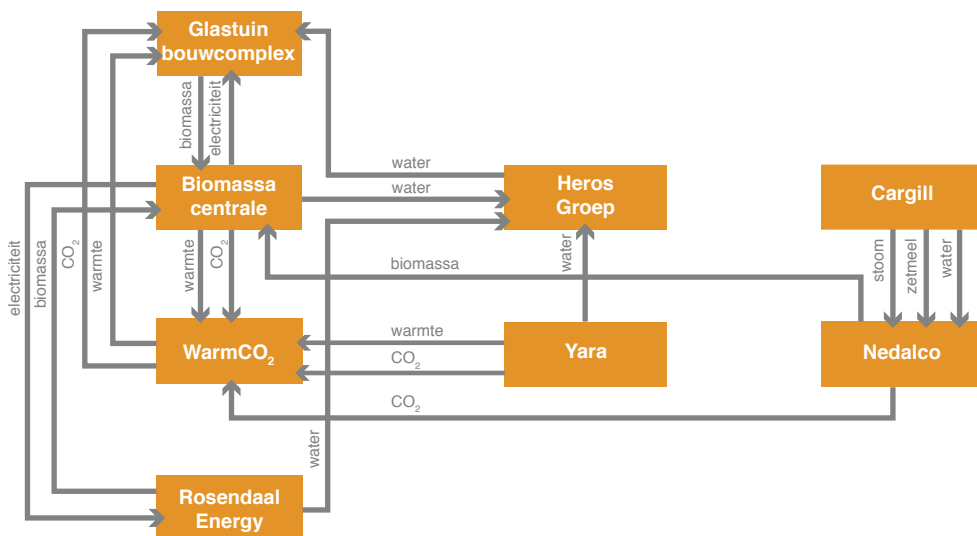 Glastuin
bouwcomplex
biomassa
electriciteit
water
water
Biomassa
centrale
Heros
Groep
Cargill
electriciteit
biomassa
CO₂
warmte
warmte
CO₂
biomassa
water
stoom
zetmeel
water
WarmCO₂
warmte
CO₂
Yara
Nedalco
CO₂
water
Rosendaal
Energy